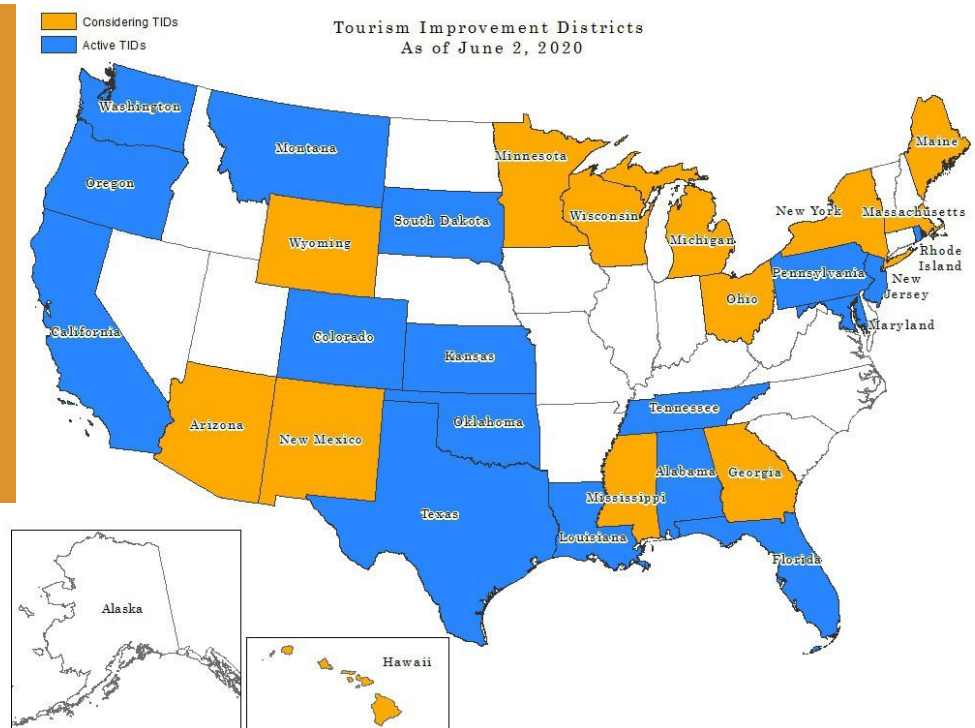 Considering TIDs
Active TIDs
Tourism Improvement Districts
As of June 2, 2020
Washington
Montana
Oregon
Minnesota
Maine
South Dakota
Wisconsin
Michigan
New York
Massachusetts
Wyoming
Rhode
Island
Pennsylvania
New
Jersey
Ohio
Maryland
California
Colorado
Kansas
Tennessee
Arizona
New Mexico
Oklahoma
Alabama
Georgia
Mississippi
Texas
Louisiana
Florida
Alaska
Hawaii